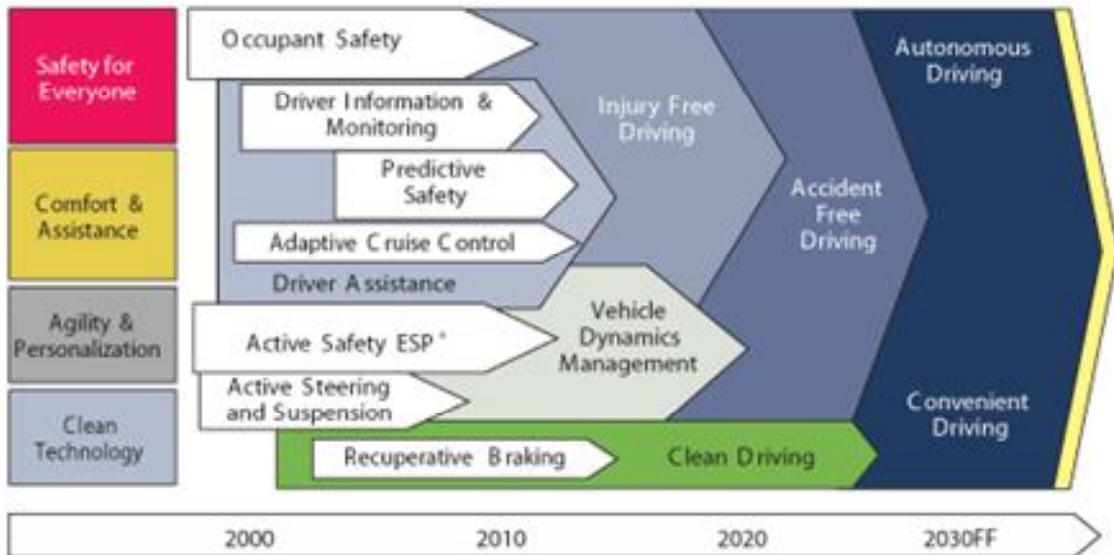 Safety for
Everyone
Comfort &
Assistance
Agility &
Personalization
Clean
Technology
Occupant Safety
Driver Information &
Monitoring
Predictive
Safety
Adaptive Cruise Control
Driver Assistance
Active Safety ESP*
Active Steering
and Suspension
Recuperative Braking
Injury Free
Driving
Vehicle
Dynamics
Management
Clean Driving
Accident
Free
Driving
Autonomous
Driving
Convenient
Driving
2000
2010
2020
2030FF